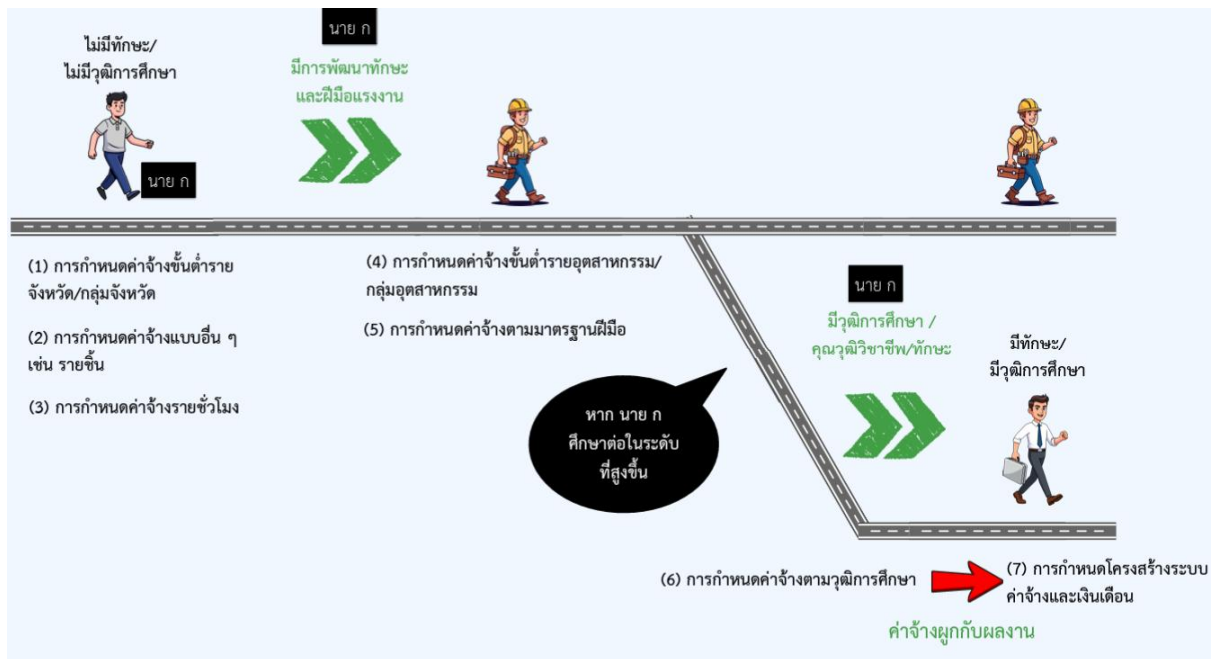 ไม่มีทักษะ/
ไม่มีวุฒิการศึกษา
นาย ก
นาย ก
มีการพัฒนาทักษะ
และฝีมือแรงงาน
(1) การกำหนดค่าจ้างขั้นต่ำราย
จังหวัด/กลุ่มจังหวัด
(2) การกำหนดค่าจ้างแบบอื่น ๆ
เช่น รายชิ้น
(3) การกำหนดค่าจ้างรายชั่วโมง
(4) การกำหนดค่าจ้างขั้นต่ำรายอุตสาหกรรม/
กลุ่มอุตสาหกรรม
(5) การกำหนดค่าจ้างตามมาตรฐานฝีมือ
หาก นาย ก
ศึกษาต่อในระดับ
ที่สูงขึ้น
นาย ก
มีวุฒิการศึกษา /
คุณวุฒิวิชาชีพ/ทักษะ
มีทักษะ/
มีวุฒิการศึกษา
(6) การกำหนดค่าจ้างตามวุฒิการศึกษา
(7) การกำหนดโครงสร้างระบบ
ค่าจ้างและเงินเดือน
ค่าจ้างผูกกับผลงาน